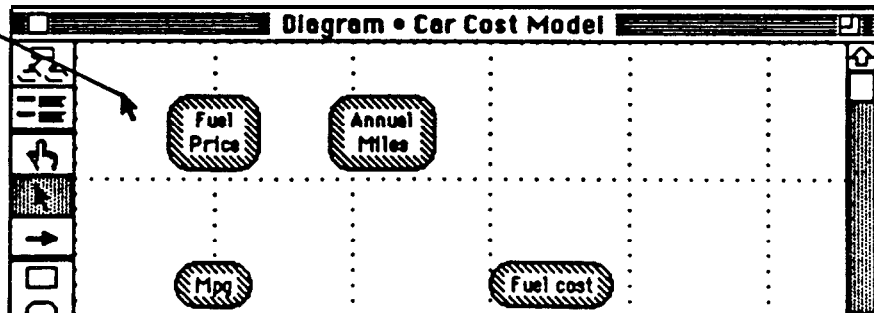 Diagram • Car Cost Model
Fuel
Price
Annual
Miles
Mpg
Fuel cost